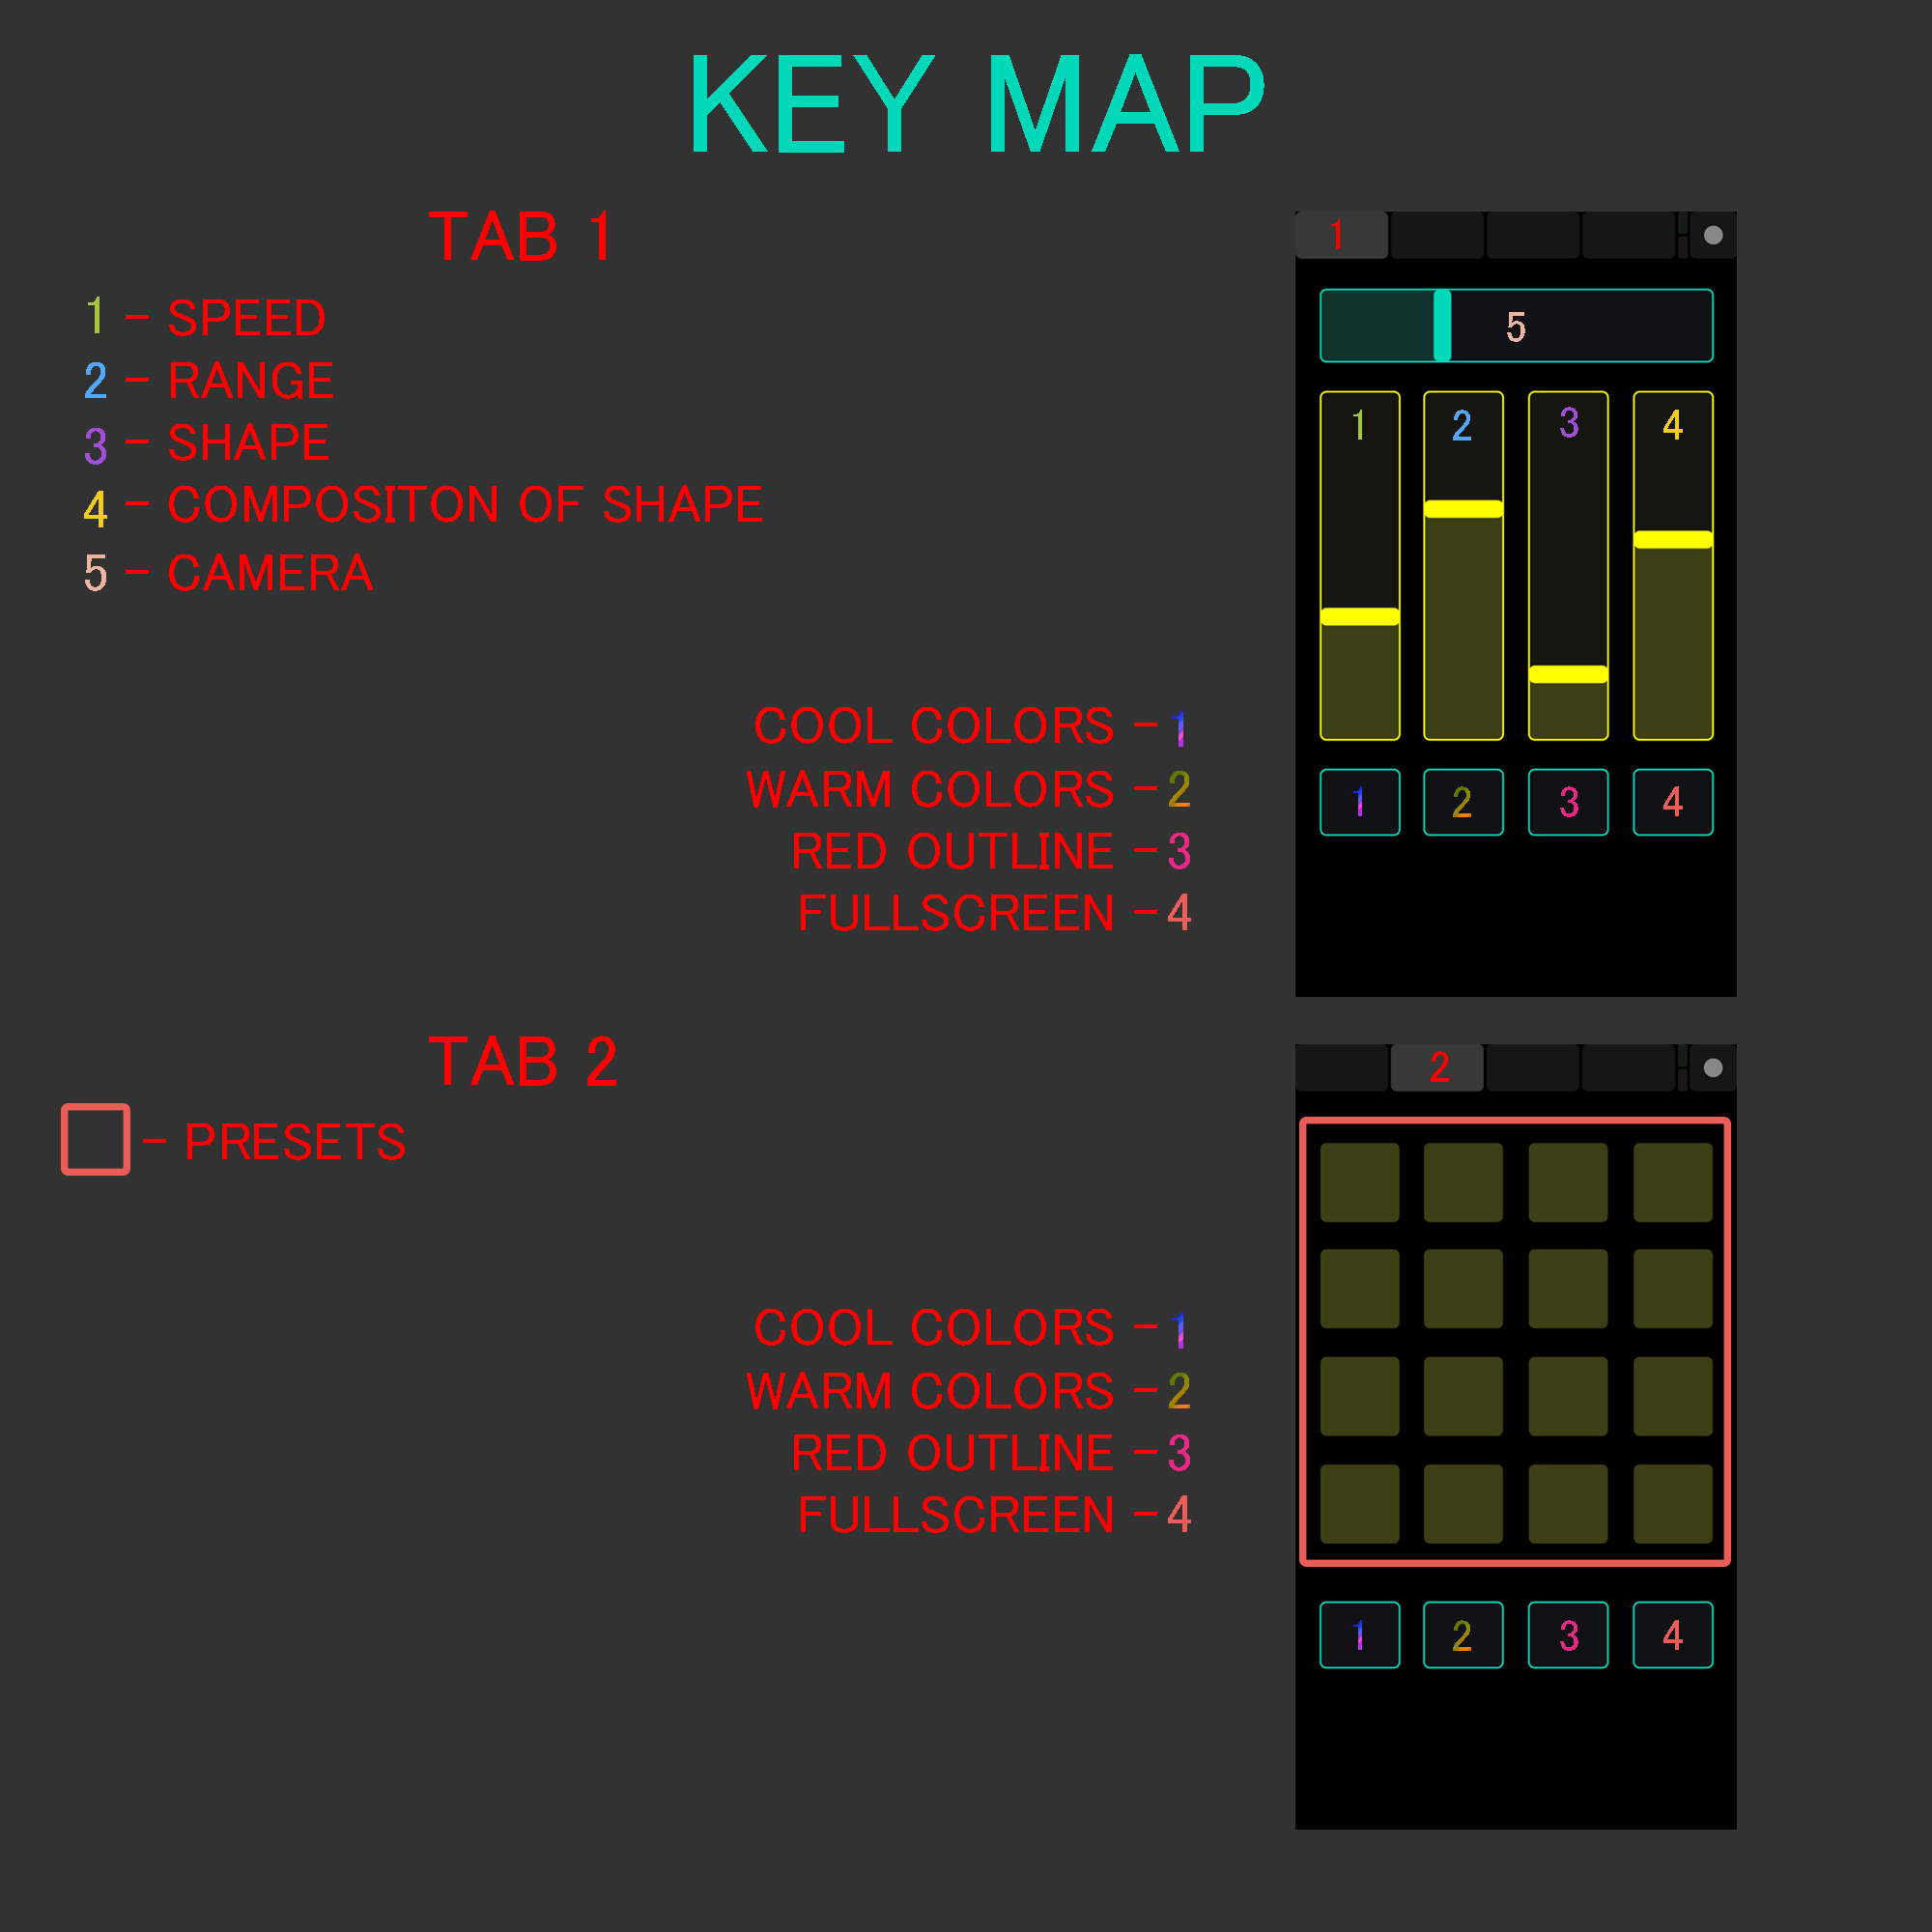 KEY MAP
TAB 1
1 - SPEED
2 - RANGE
3 - SHAPE
4 - COMPOSITON OF SHAPE
5 - CAMERA
COOL COLORS - 1
WARM COLORS - 2
RED OUTLINE - 3
FULLSCREEN - 4
1
5
1 2 3 4
1 2 3 4
TAB 2
- PRESETS
COOL COLORS - 1
WARM COLORS - 2
RED OUTLINE - 3
FULLSCREEN - 4
2
1 2 3 4